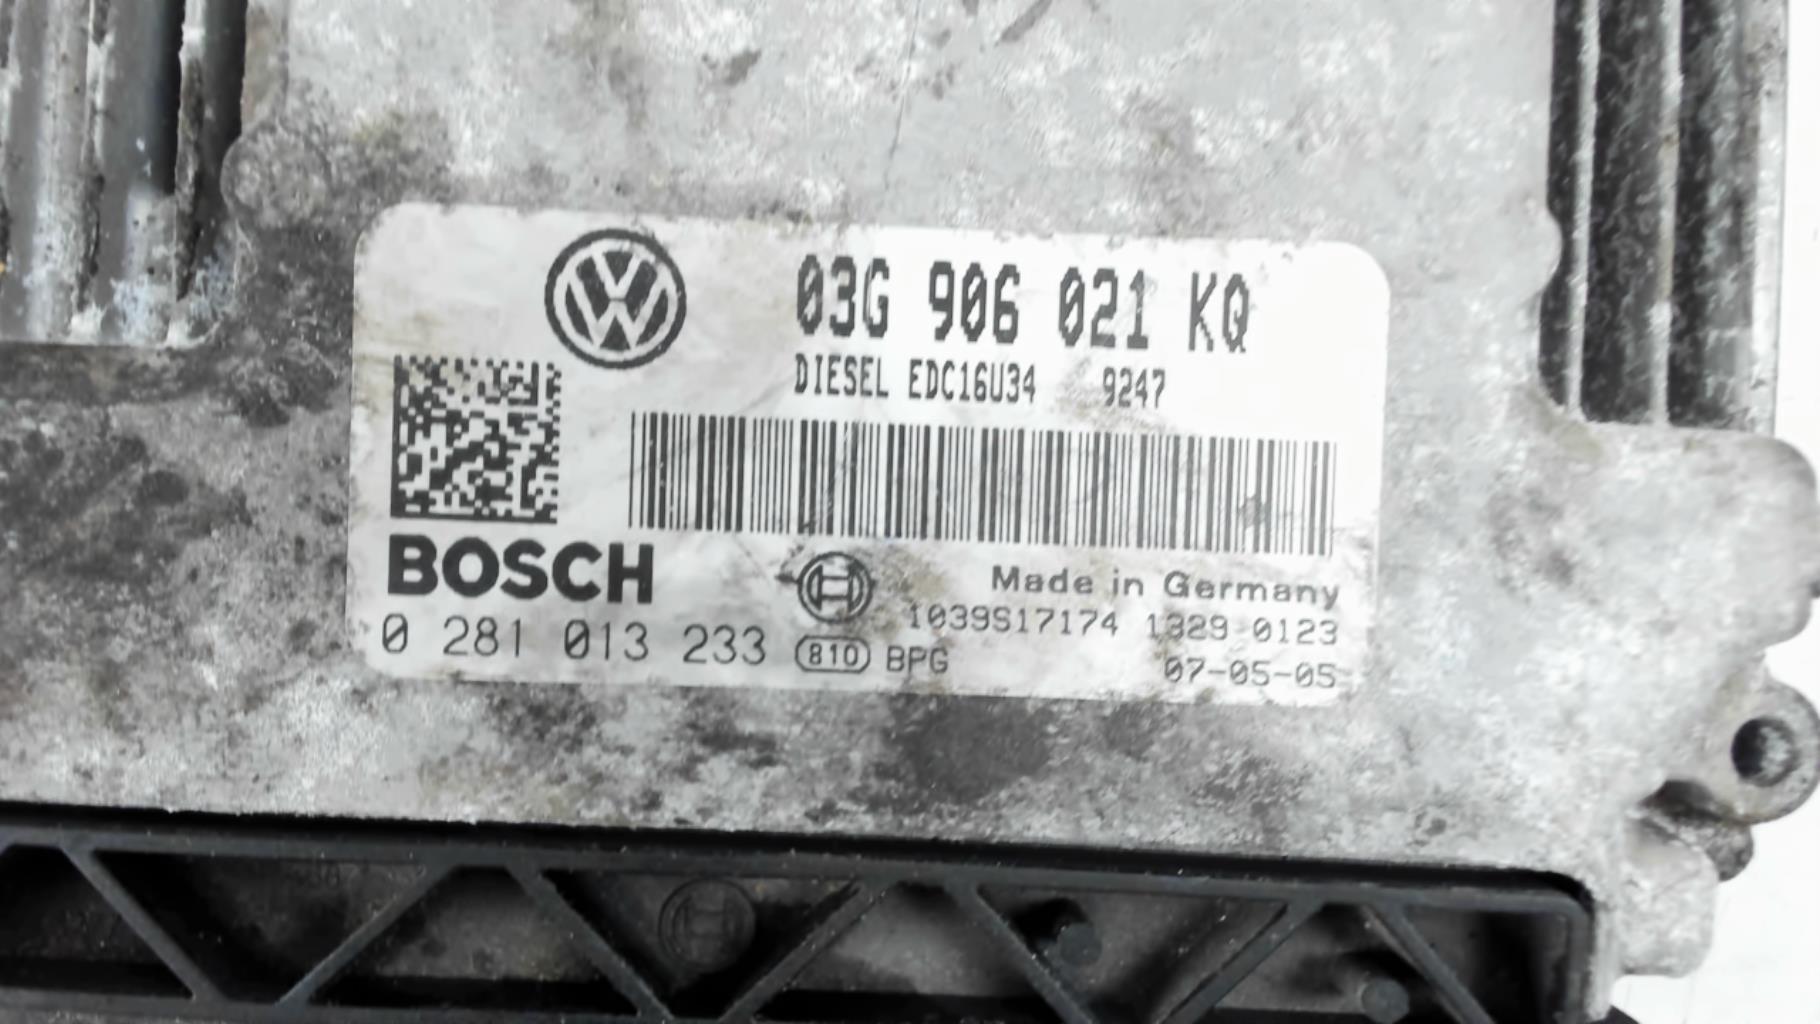 03G 906 021 KQ
DIESEL EDC16U34 9247
BOSCH
Made in Germany
1039S17174 1329 0123
0 281 013 233 810 BPG
07-05-05